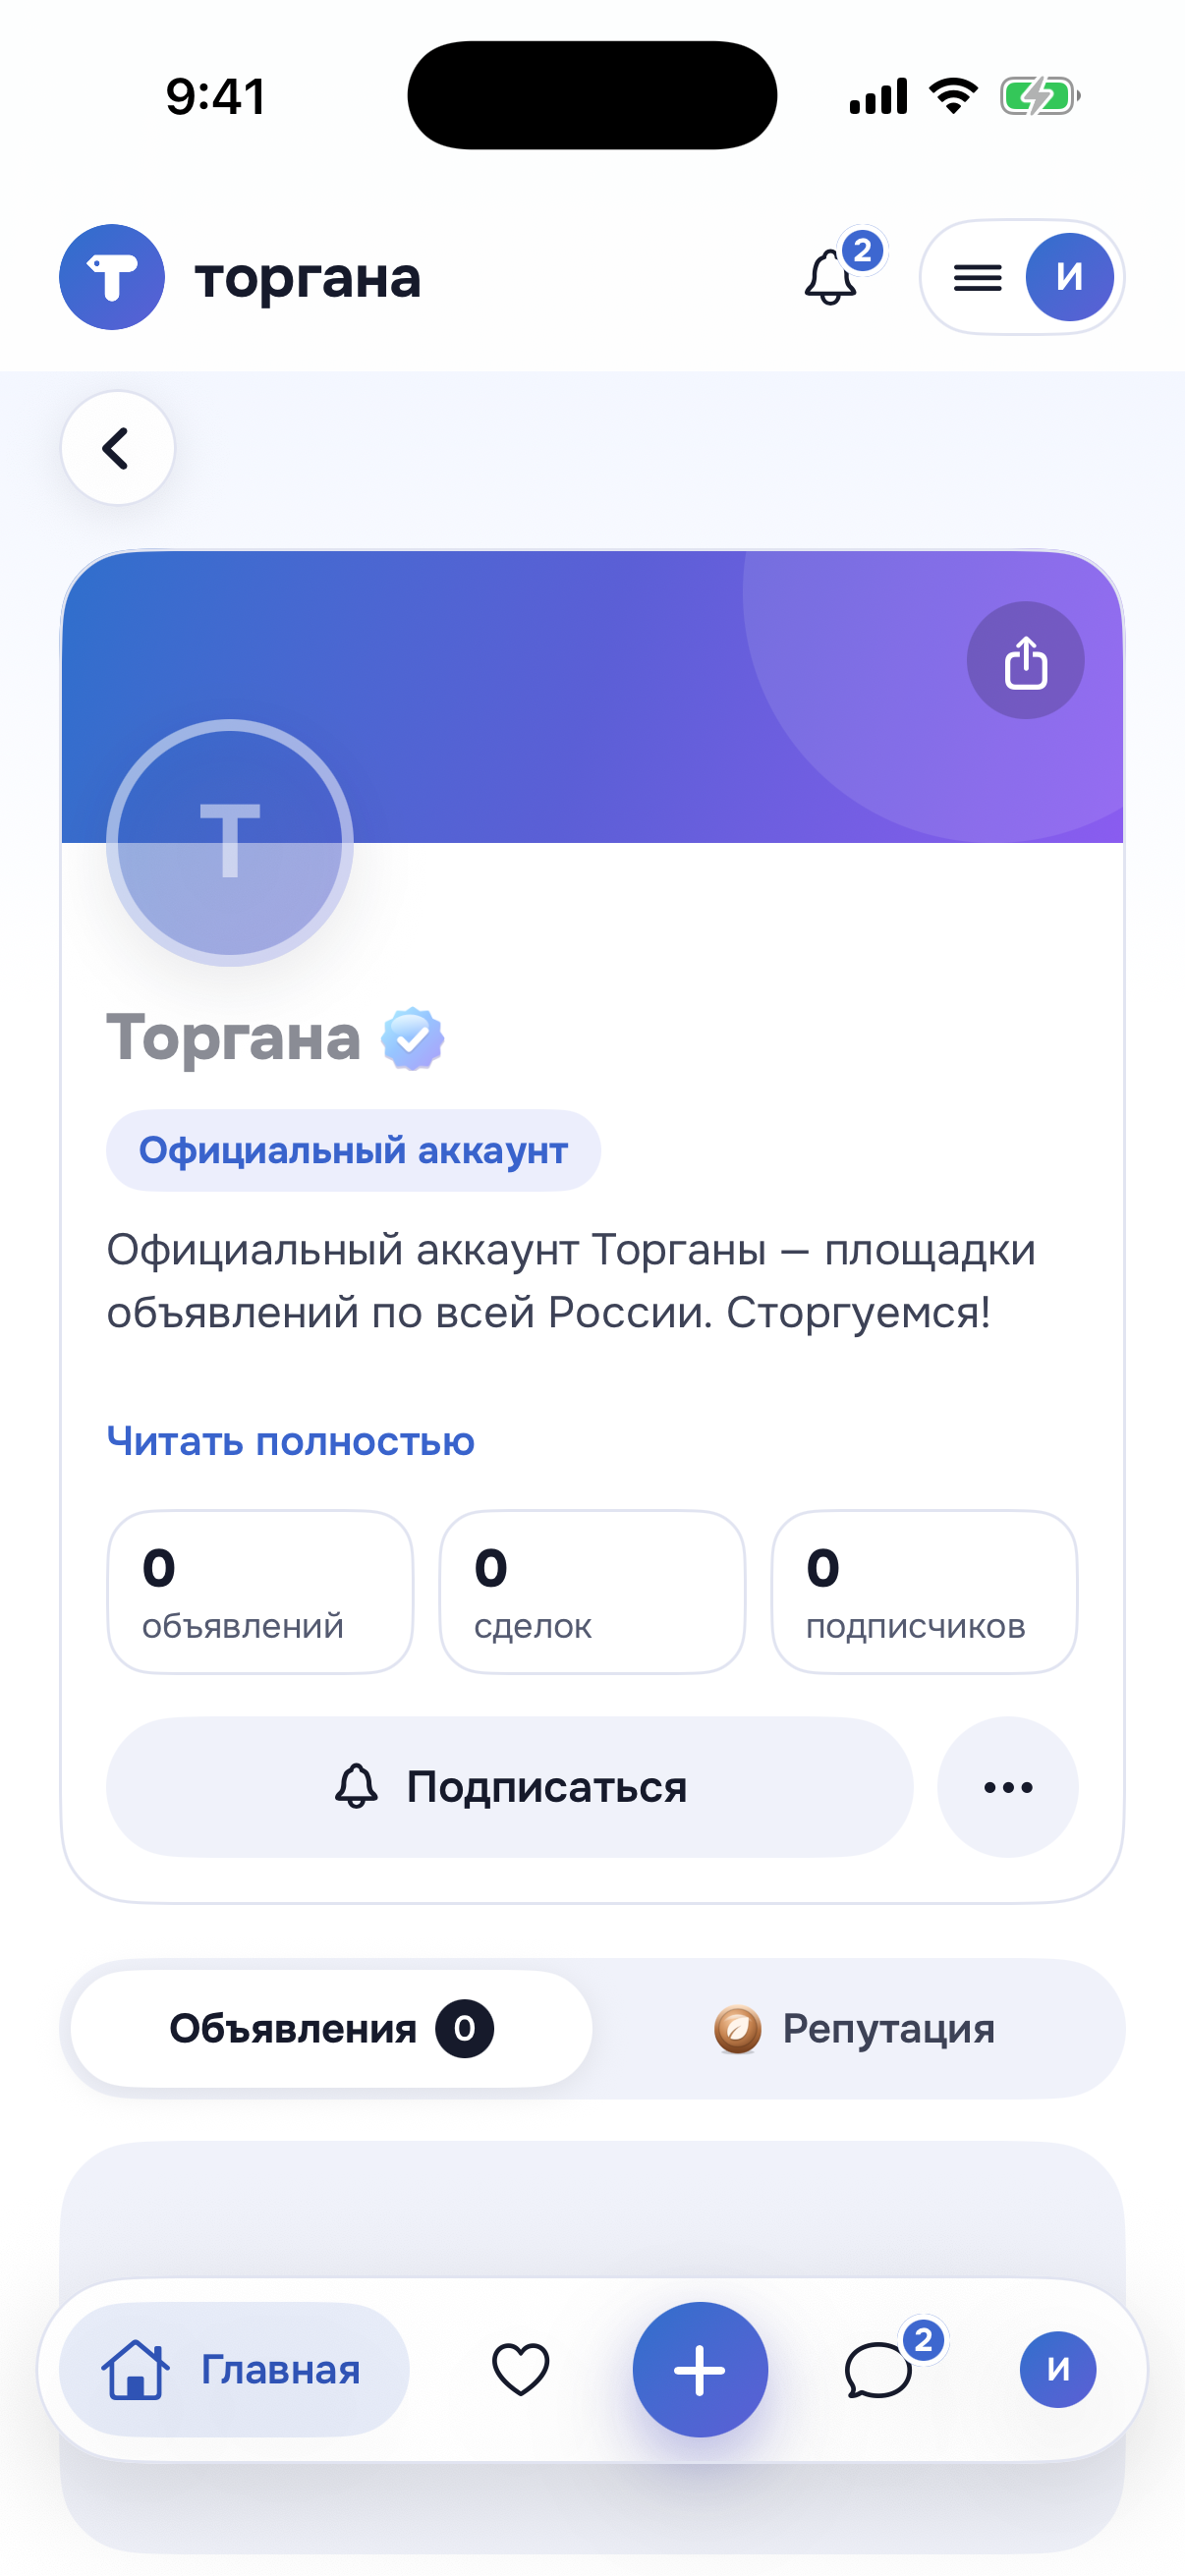 9:41
торгана
2
И
Т
Торгана
Официальный аккаунт
Официальный аккаунт Торганы — площадки
объявлений по всей России. Сторгуемся!
Читать полностью
0
объявлений
0
сделок
0
подписчиков
Подписаться
Объявления 0
Репутация
Главная
2
И